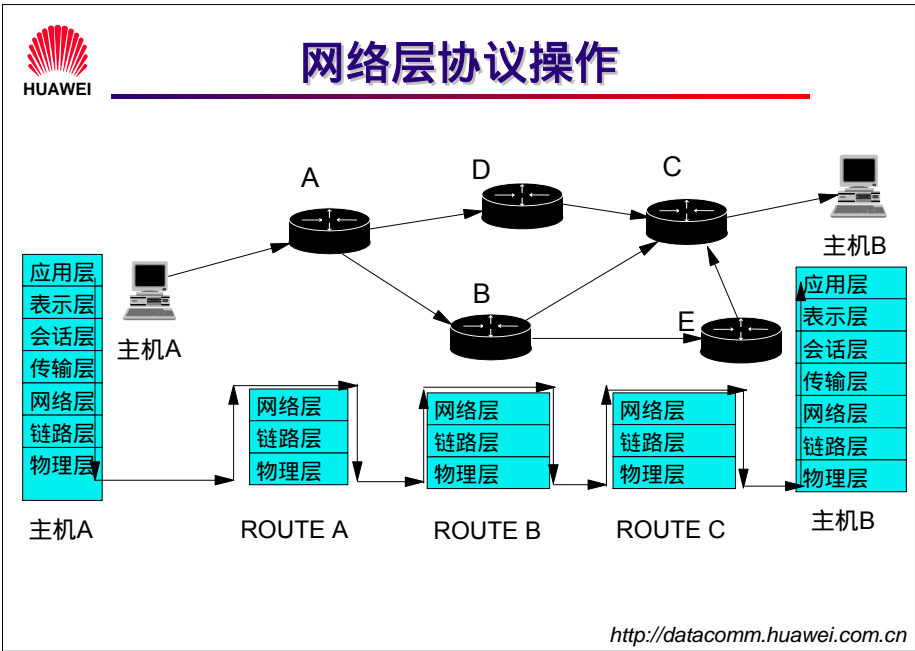 HUAWEI
网络层协议操作
A
D
C
B
E
主机A
主机B
应用层
表示层
会话层
传输层
网络层
链路层
物理层
主机A
网络层
链路层
物理层
ROUTE A
网络层
链路层
物理层
ROUTE B
网络层
链路层
物理层
ROUTE C
应用层
表示层
会话层
传输层
网络层
链路层
物理层
主机B
http://datacomm.huawei.com.cn